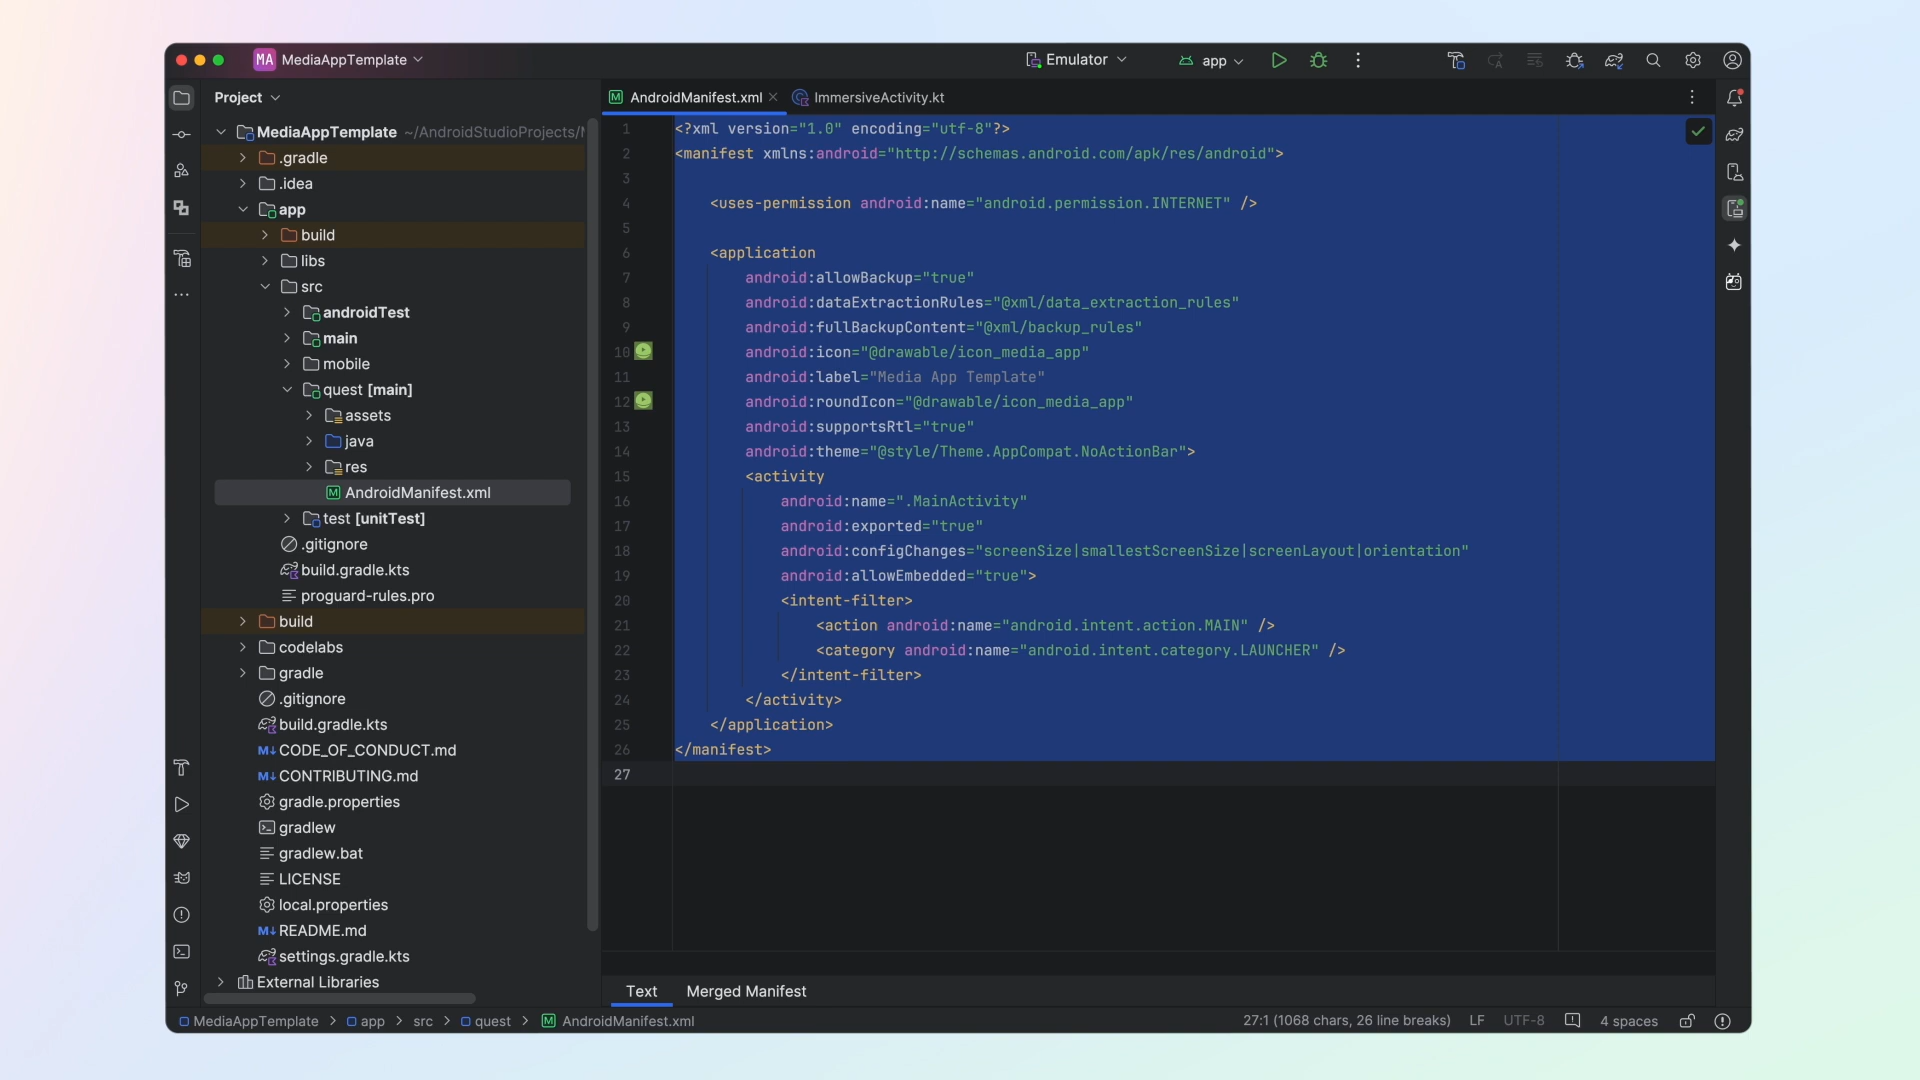 MA MediaAppTemplate
Emulator
app
Project
AndroidManifest.xml
ImmersiveActivity.kt
MediaAppTemplate ~/AndroidStudioProjects/
.gradle
.idea
app
build
libs
src
androidTest
main
mobile
quest [main]
assets
java
res
M AndroidManifest.xml
test [unitTest]
.gitignore
build.gradle.kts
proguard-rules.pro
build
codelabs
gradle
.gitignore
build.gradle.kts
M↓ CODE_OF_CONDUCT.md
M↓ CONTRIBUTING.md
gradle.properties
gradlew
gradlew.bat
LICENSE
local.properties
M↓ README.md
settings.gradle.kts
External Libraries
1 <?xml version="1.0" encoding="utf-8"?>
2 <manifest xmlns:android="http://schemas.android.com/apk/res/android">
3
4 <uses-permission android:name="android.permission.INTERNET" />
5
6 <application
7 android:allowBackup="true"
8 android:dataExtractionRules="@xml/data_extraction_rules"
9 android:fullBackupContent="@xml/backup_rules"
10 android:icon="@drawable/icon_media_app"
11 android:label="Media App Template"
12 android:roundIcon="@drawable/icon_media_app"
13 android:supportsRtl="true"
14 android:theme="@style/Theme.AppCompat.NoActionBar">
15 <activity
16 android:name=".MainActivity"
17 android:exported="true"
18 android:configChanges="screenSize|smallestScreenSize|screenLayout|orientation"
19 android:allowEmbedded="true">
20 <intent-filter>
21 <action android:name="android.intent.action.MAIN" />
22 <category android:name="android.intent.category.LAUNCHER" />
23 </intent-filter>
24 </activity>
25 </application>
26 </manifest>
27
Text
Merged Manifest
MediaAppTemplate > app > src > quest > M AndroidManifest.xml
27:1 (1068 chars, 26 line breaks)
LF
UTF-8
4 spaces